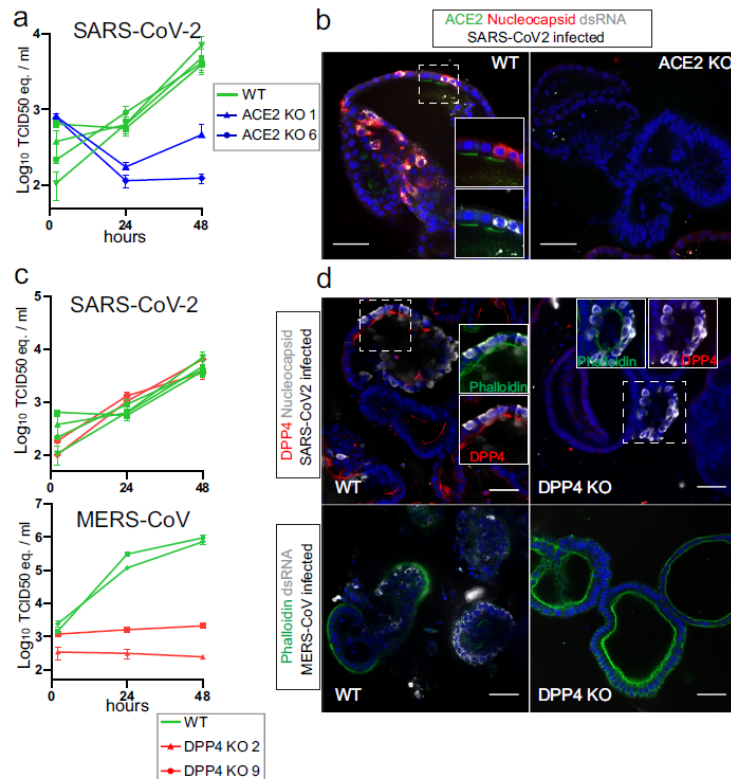 a
SARS-CoV-2
Log₁₀ TCID50 eq. / ml
4
3
2
0
24
48
hours
WT
ACE2 KO 1
ACE2 KO 6
b
ACE2 Nucleocapsid dsRNA
SARS-CoV2 infected
WT
ACE2 KO
c
SARS-CoV-2
Log₁₀ TCID50 eq. / ml
5
4
3
2
0
24
48
MERS-CoV
Log₁₀ TCID50 eq. / ml
7
6
5
4
3
2
0
24
48
hours
WT
DPP4 KO 2
DPP4 KO 9
d
DPP4 Nucleocapsid
SARS-CoV2 infected
Phalloidin
DPP4
WT
Phalloidin
DPP4
DPP4 KO
Phalloidin dsRNA
MERS-CoV infected
WT
DPP4 KO